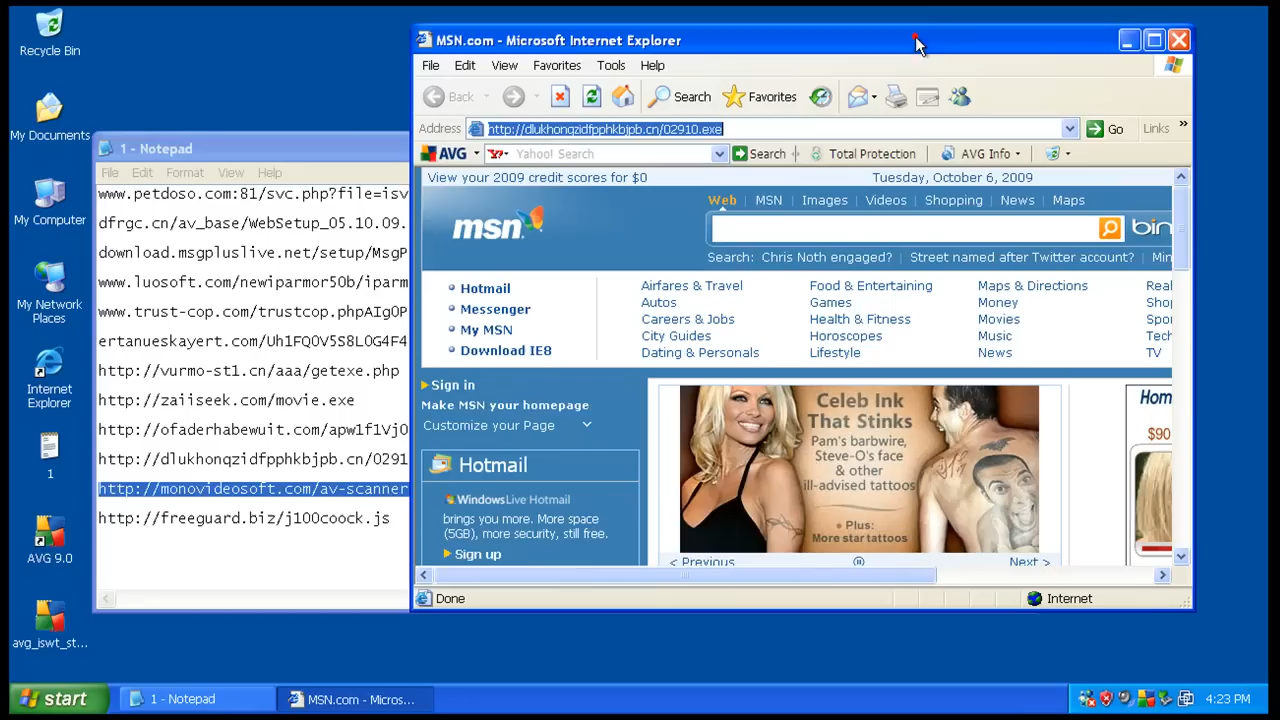 Recycle Bin
My Documents
My Computer
My Network
Places
Internet
Explorer
1
AVG 9.0
avg_iswt_st...
1 - Notepad
File Edit Format View Help
www.petdoso.com:81/svc.php?file=isv
dfrgc.cn/av_base/WebSetup_05.10.09.
download.msgpluslive.net/setup/MsgP
www.luosoft.com/newiparmor50b/iparm
www.trust-cop.com/trustcop.phpAIgOP
ertanueskayert.com/Uh1FQ0V5S8L0G4F4
http://vurmo-st1.cn/aaa/getexe.php
http://zaiiseek.com/movie.exe
http://ofaderhabewuit.com/apw1f1Vj0
http://dlukhonqzidfpphkbjpb.cn/0291
http://monovideosoft.com/av-scanner
http://freeguard.biz/j100coock.js
MSN.com - Microsoft Internet Explorer
File Edit View Favorites Tools Help
Back Search Favorites
Address http://dlukhonqzidfpphkbjpb.cn/02910.exe Go Links »
AVG Y! Yahoo! Search Search Total Protection AVG Info
View your 2009 credit scores for $0 Tuesday, October 6, 2009
msn
Web MSN Images Videos Shopping News Maps
bin
Search: Chris Noth engaged? | Street named after Twitter account? | Min
Hotmail
Messenger
My MSN
Download IE8
Airfares & Travel
Autos
Careers & Jobs
City Guides
Dating & Personals
Food & Entertaining
Games
Health & Fitness
Horoscopes
Lifestyle
Maps & Directions
Money
Movies
Music
News
Real
Shop
Spor
Tech
TV
Sign in
Make MSN your homepage
Customize your Page
Hotmail
WindowsLive Hotmail
brings you more. More space
(5GB), more security, still free.
Sign up
Celeb Ink
That Stinks
Pam's barbwire,
Steve-O's face
& other
ill-advised tattoos
• Plus:
More star tattoos
< Previous Next >
Hom
$90
Done Internet
start 1 - Notepad MSN.com - Micros... 4:23 PM